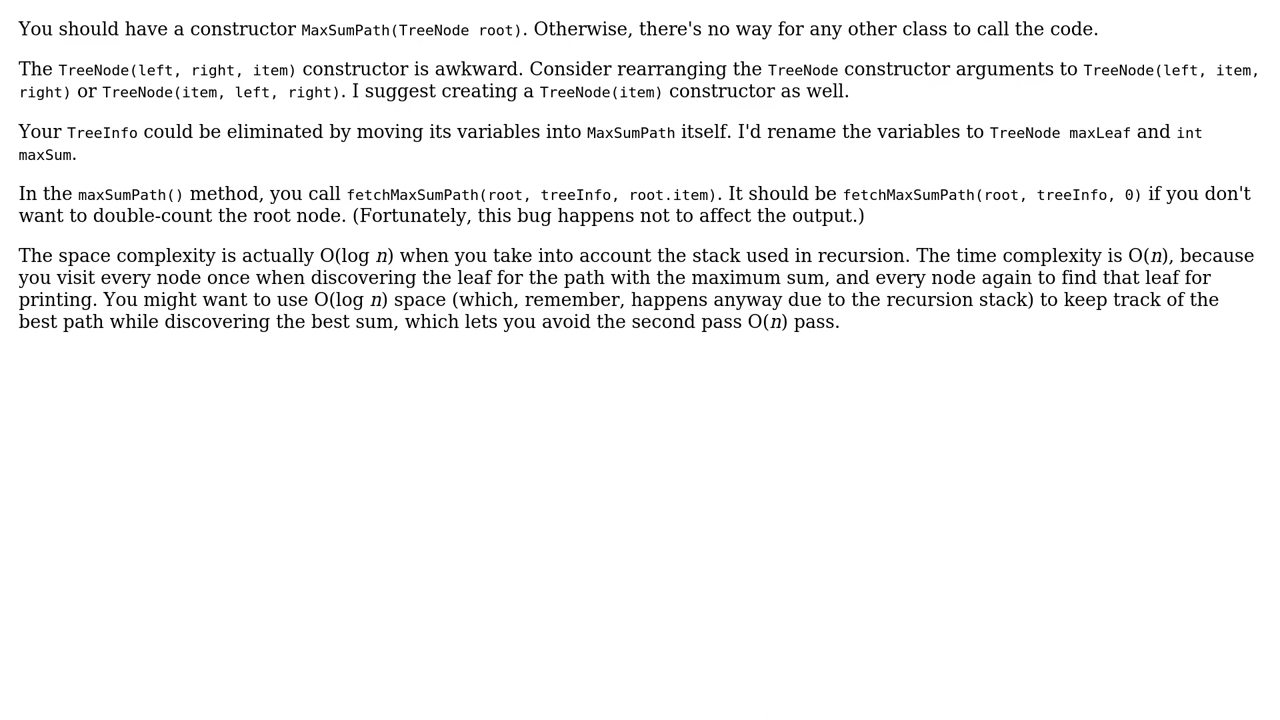 You should have a constructor MaxSumPath(TreeNode root). Otherwise, there's no way for any other class to call the code.
The TreeNode(left, right, item) constructor is awkward. Consider rearranging the TreeNode constructor arguments to TreeNode(left, item,
right) or TreeNode(item, left, right). I suggest creating a TreeNode(item) constructor as well.
Your TreeInfo could be eliminated by moving its variables into MaxSumPath itself. I'd rename the variables to TreeNode maxLeaf and int
maxSum.
In the maxSumPath() method, you call fetchMaxSumPath(root, treeInfo, root.item). It should be fetchMaxSumPath(root, treeInfo, 0) if you don't
want to double-count the root node. (Fortunately, this bug happens not to affect the output.)
The space complexity is actually O(log n) when you take into account the stack used in recursion. The time complexity is O(n), because
you visit every node once when discovering the leaf for the path with the maximum sum, and every node again to find that leaf for
printing. You might want to use O(log n) space (which, remember, happens anyway due to the recursion stack) to keep track of the
best path while discovering the best sum, which lets you avoid the second pass O(n) pass.